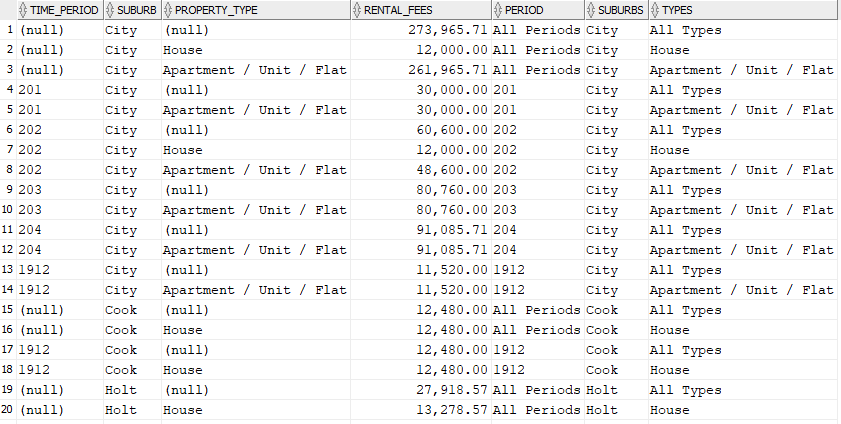 TIME_PERIOD SUBURB PROPERTY_TYPE RENTAL_FEES PERIOD SUBURBS TYPES
1 (null) City (null) 273,965.71 All Periods City All Types
2 (null) City House 12,000.00 All Periods City House
3 (null) City Apartment / Unit / Flat 261,965.71 All Periods City Apartment / Unit / Flat
4 201 City (null) 30,000.00 201 City All Types
5 201 City Apartment / Unit / Flat 30,000.00 201 City Apartment / Unit / Flat
6 202 City (null) 60,600.00 202 City All Types
7 202 City House 12,000.00 202 City House
8 202 City Apartment / Unit / Flat 48,600.00 202 City Apartment / Unit / Flat
9 203 City (null) 80,760.00 203 City All Types
10 203 City Apartment / Unit / Flat 80,760.00 203 City Apartment / Unit / Flat
11 204 City (null) 91,085.71 204 City All Types
12 204 City Apartment / Unit / Flat 91,085.71 204 City Apartment / Unit / Flat
13 1912 City (null) 11,520.00 1912 City All Types
14 1912 City Apartment / Unit / Flat 11,520.00 1912 City Apartment / Unit / Flat
15 (null) Cook (null) 12,480.00 All Periods Cook All Types
16 (null) Cook House 12,480.00 All Periods Cook House
17 1912 Cook (null) 12,480.00 1912 Cook All Types
18 1912 Cook House 12,480.00 1912 Cook House
19 (null) Holt (null) 27,918.57 All Periods Holt All Types
20 (null) Holt House 13,278.57 All Periods Holt House